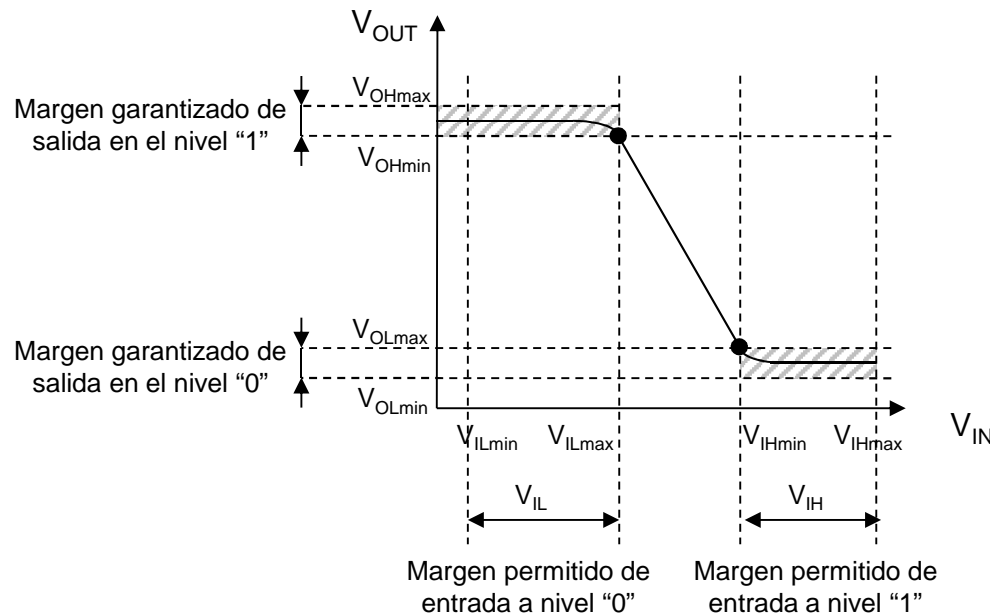 V_OUT
V_OHmax
Margen garantizado de
salida en el nivel “1”
V_OHmin
V_OLmax
Margen garantizado de
salida en el nivel “0”
V_OLmin
V_IN
V_ILmin V_ILmax V_IHmin V_IHmax
V_IL V_IH
Margen permitido de
entrada a nivel “0”
Margen permitido de
entrada a nivel “1”